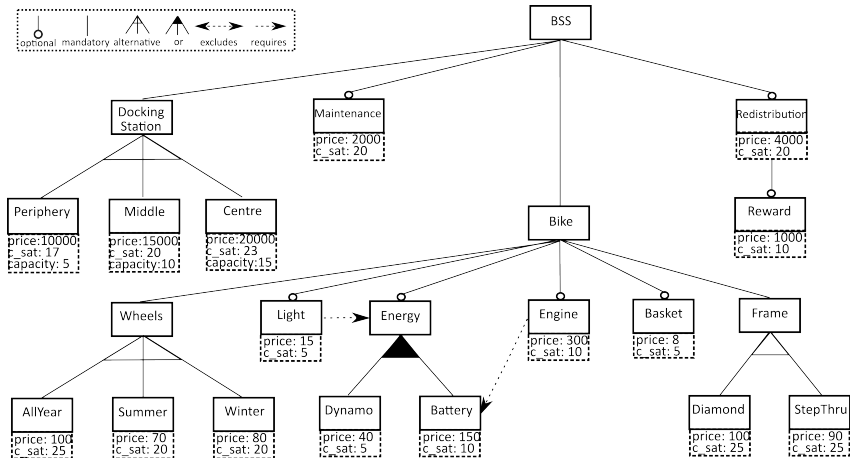 BSS
optional mandatory alternative or excludes requires
Docking
Station
Maintenance
price: 2000
c_sat: 20
Redistribution
price: 4000
c_sat: 20
Periphery
price:10000
c_sat: 17
capacity: 5
Middle
price:15000
c_sat: 20
capacity:10
Centre
price:20000
c_sat: 23
capacity:15
Bike
Reward
price: 1000
c_sat: 10
Wheels
Light
price: 15
c_sat: 5
Energy
Engine
price: 300
c_sat: 10
Basket
price: 8
c_sat: 5
Frame
AllYear
price: 100
c_sat: 25
Summer
price: 70
c_sat: 20
Winter
price: 80
c_sat: 20
Dynamo
price: 40
c_sat: 5
Battery
price: 150
c_sat: 10
Diamond
price: 100
c_sat: 25
StepThru
price: 90
c_sat: 25